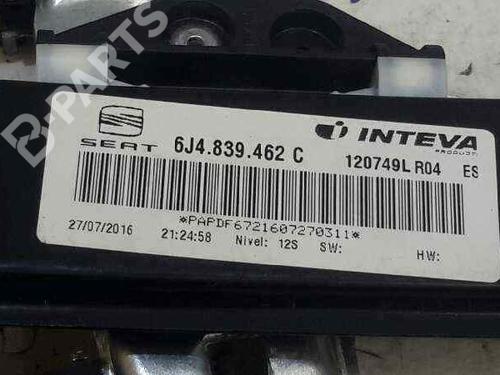 B-PARTS
SEAT
6J4.839.462 C
INTEVA
PRODUCTS
120749L R04 ES
*PAPDF6721607270311*
27/07/2016 21:24:58 Nivel: 12S SW: HW: